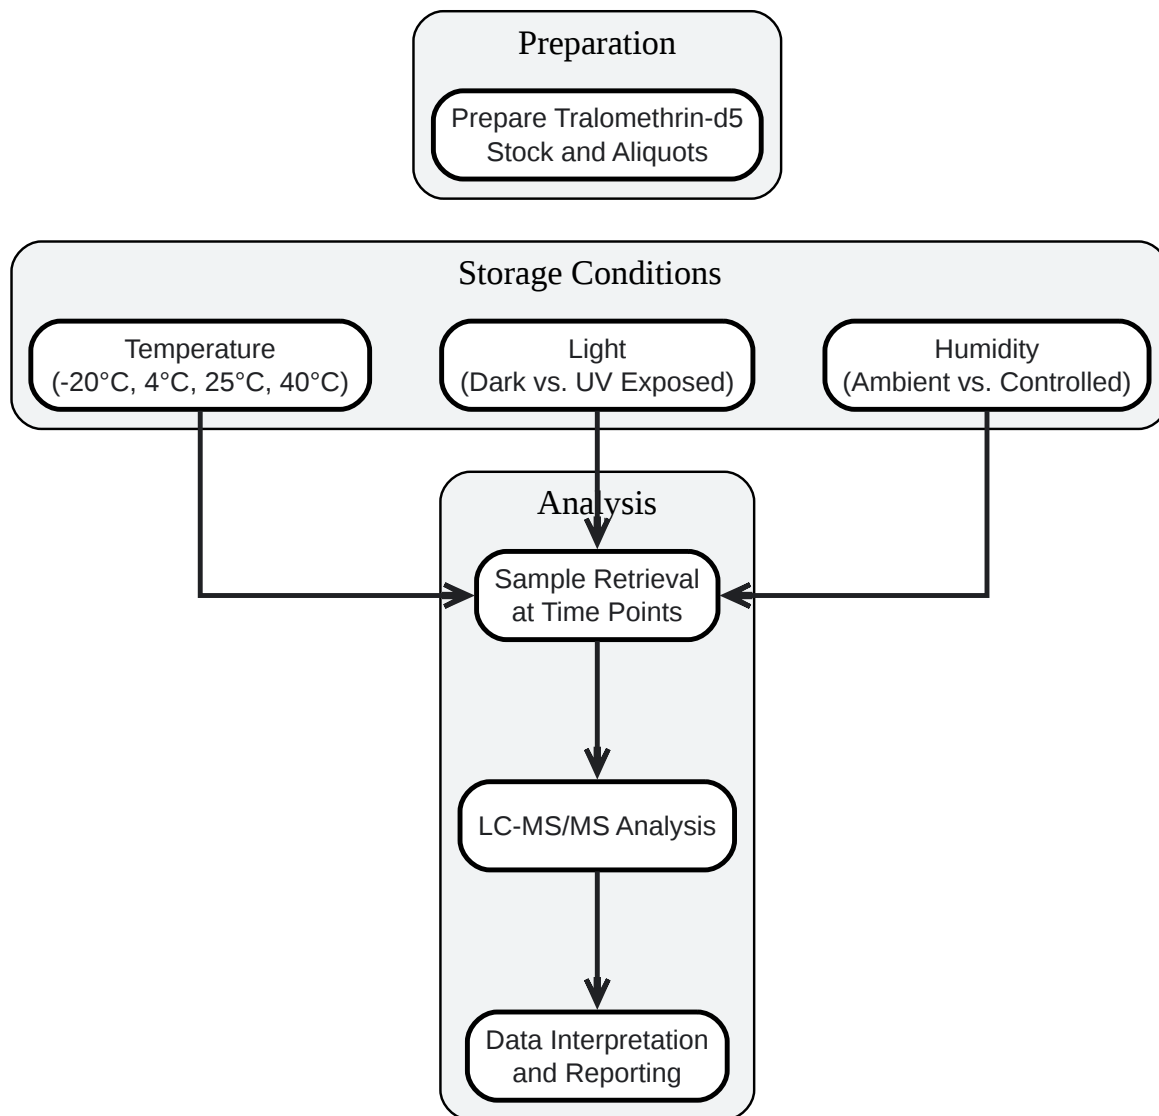 Preparation
Prepare Tralomethrin-d5
Stock and Aliquots
Storage Conditions
Temperature
(-20°C, 4°C, 25°C, 40°C)
Light
(Dark vs. UV Exposed)
Humidity
(Ambient vs. Controlled)
Analysis
Sample Retrieval
at Time Points
LC-MS/MS Analysis
Data Interpretation
and Reporting